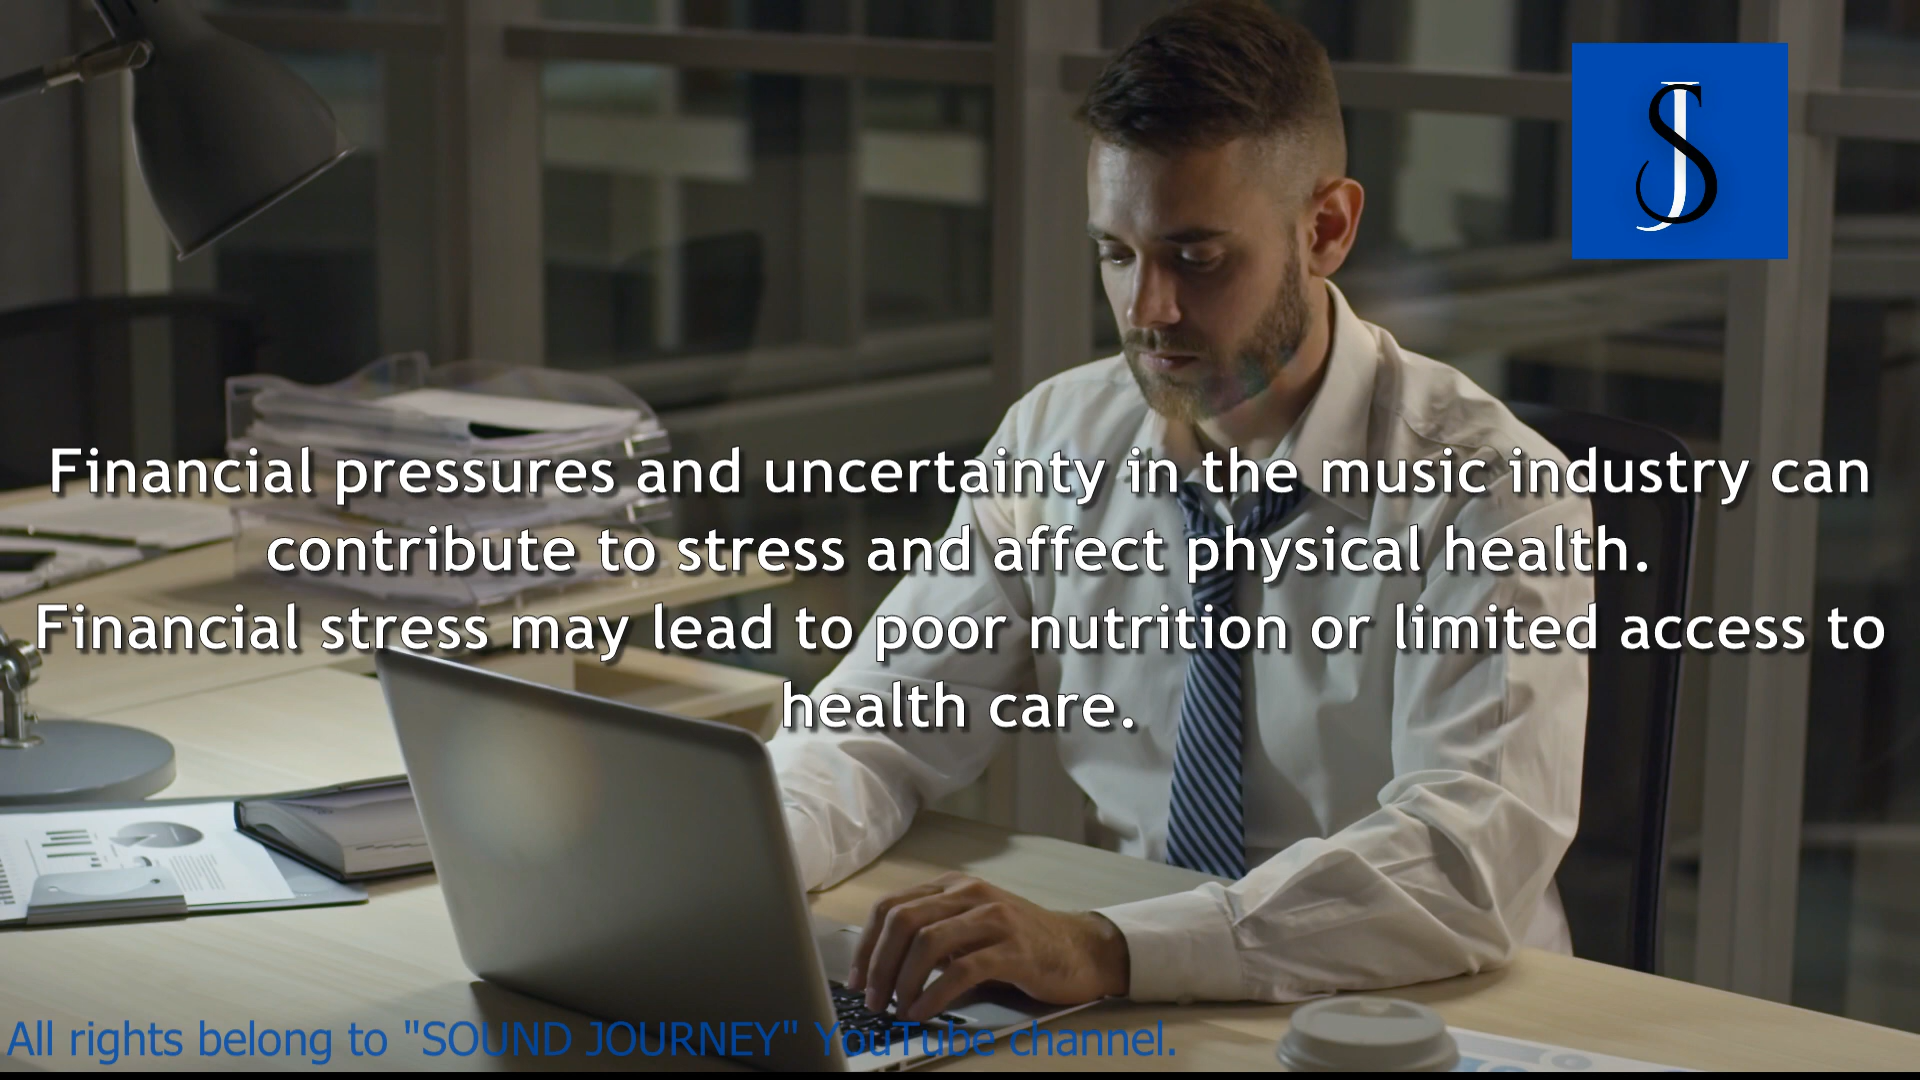 SJ
Financial pressures and uncertainty in the music industry can
contribute to stress and affect physical health.
Financial stress may lead to poor nutrition or limited access to
health care.
All rights belong to "SOUND JOURNEY" YouTube channel.